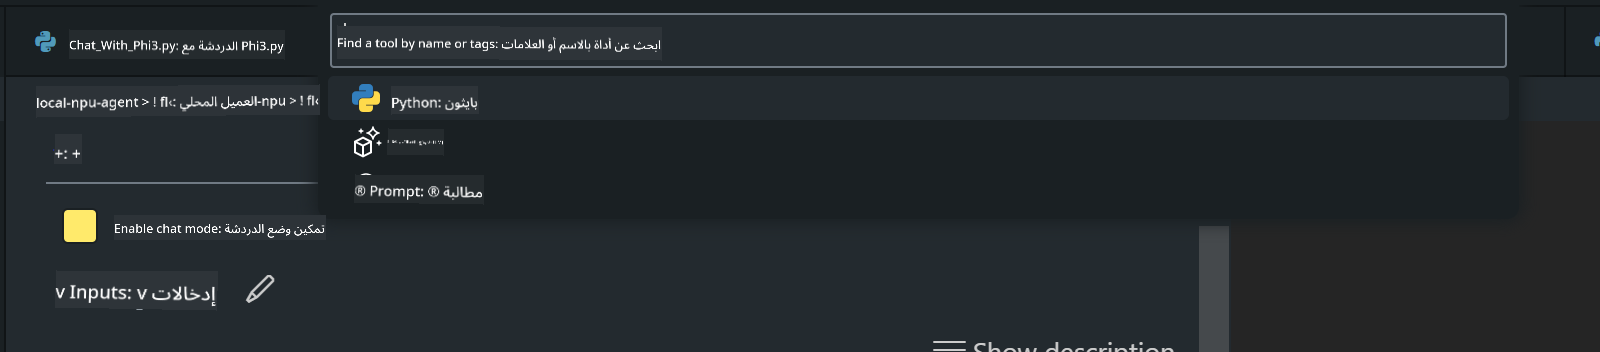 Chat_With_Phi3.py: الدردشة مع Phi3.py
Find a tool by name or tags: ابحث عن أداة بالاسم أو العلامات
local-npu-agent > ! fl‹: العميل المحلي-npu > ! fl‹
Python: بايثون
+: +
® Prompt: ® مطالبة
Enable chat mode: تمكين وضع الدردشة
v Inputs: v إدخالات
Show description